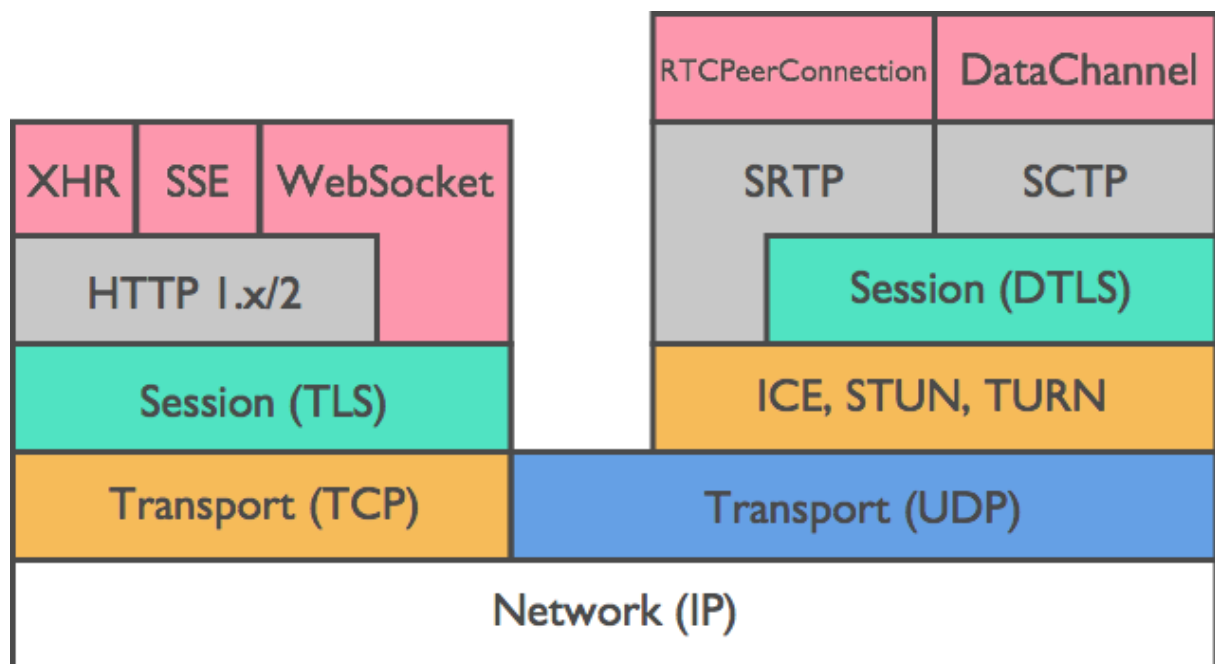 RTCPeerConnection
DataChannel
XHR
SSE
WebSocket
SRTP
SCTP
HTTP 1.x/2
Session (DTLS)
Session (TLS)
ICE, STUN, TURN
Transport (TCP)
Transport (UDP)
Network (IP)